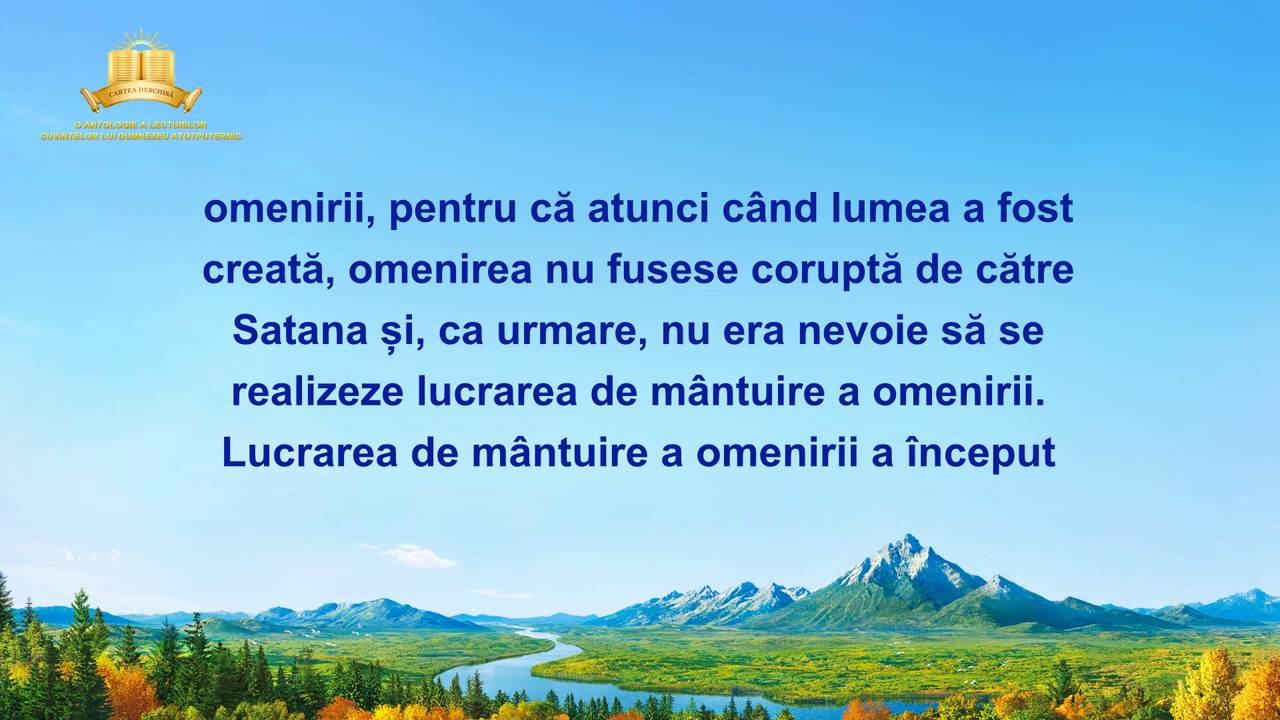 CARTEA DESCHISĂ
O ANTOLOGIE A LECTURILOR
CUVINTELOR LUI DUMNEZEU ATOTPUTERNIC
omenirii, pentru că atunci când lumea a fost
creată, omenirea nu fusese coruptă de către
Satana și, ca urmare, nu era nevoie să se
realizeze lucrarea de mântuire a omenirii.
Lucrarea de mântuire a omenirii a început